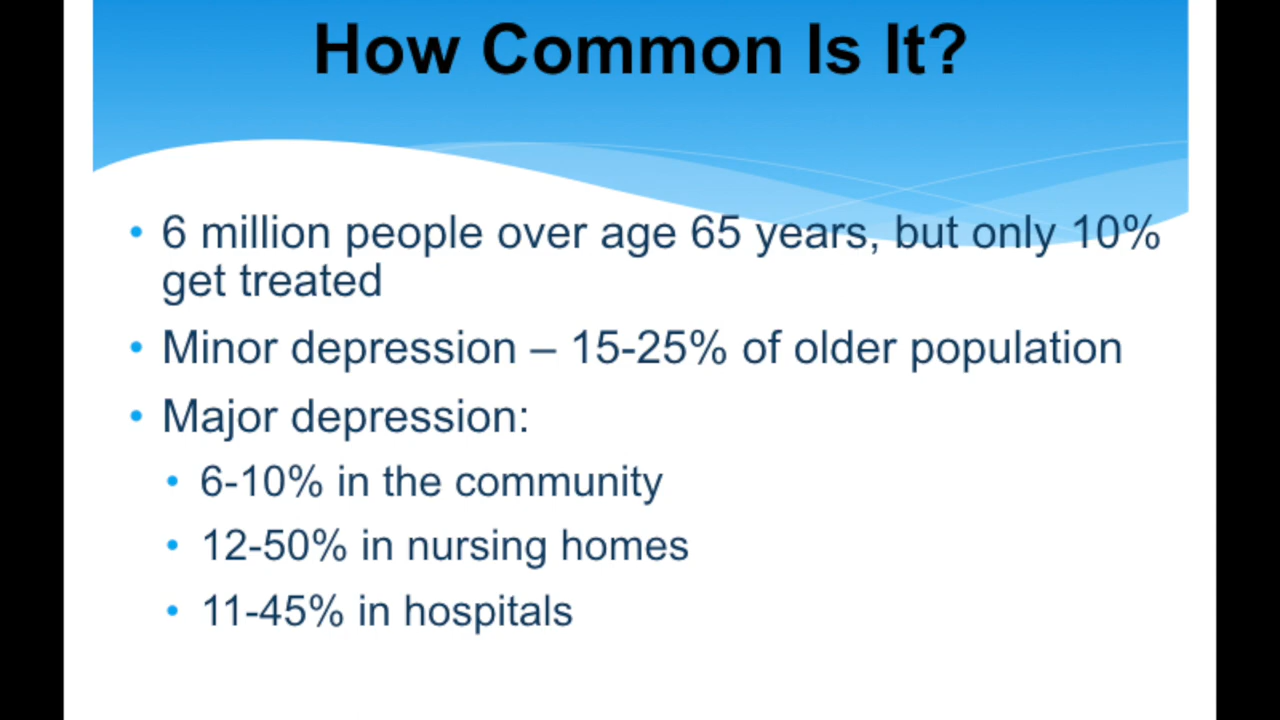 How Common Is It?
• 6 million people over age 65 years, but only 10%
get treated
• Minor depression – 15-25% of older population
• Major depression:
• 6-10% in the community
• 12-50% in nursing homes
• 11-45% in hospitals